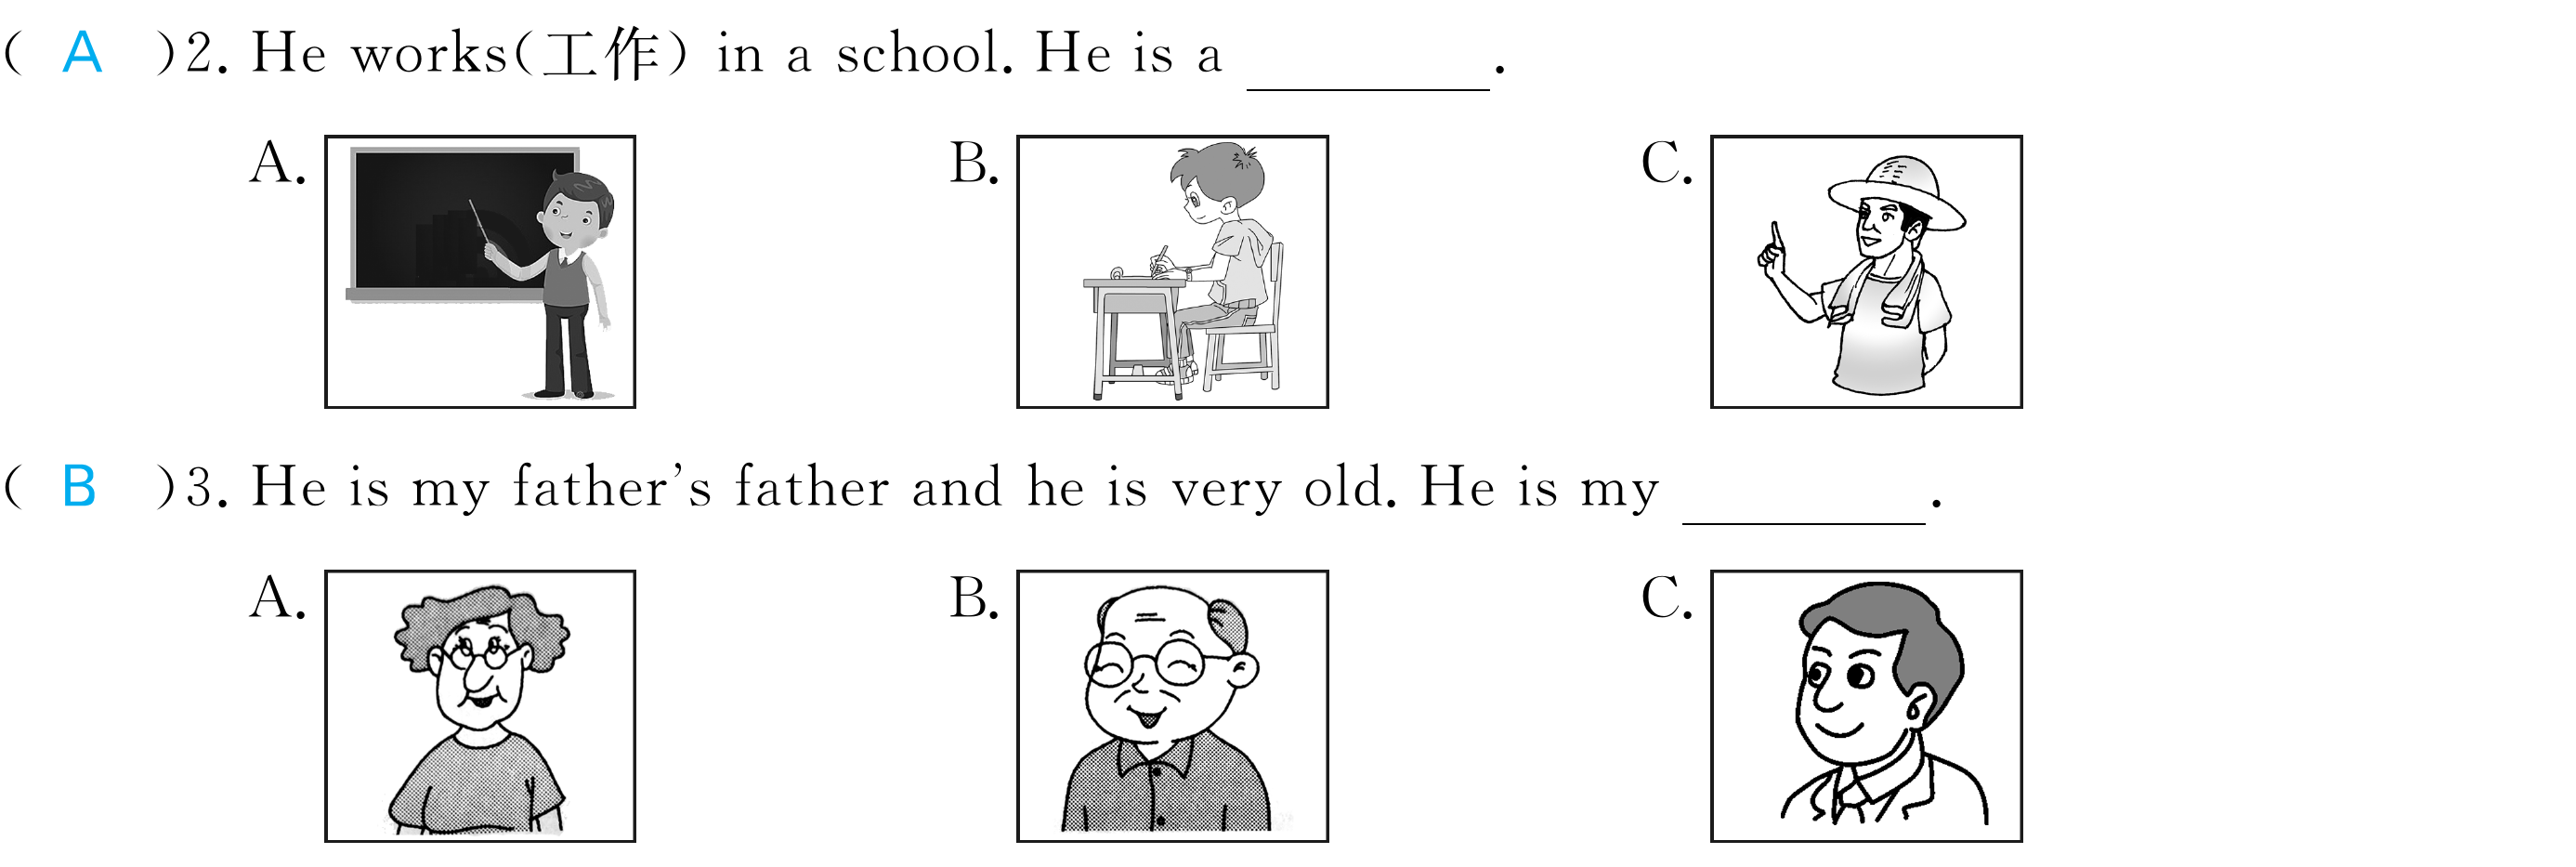 ( A )2. He works(工作) in a school. He is a ________.
A. B. C.
( B )3. He is my father's father and he is very old. He is my ________.
A. B. C.